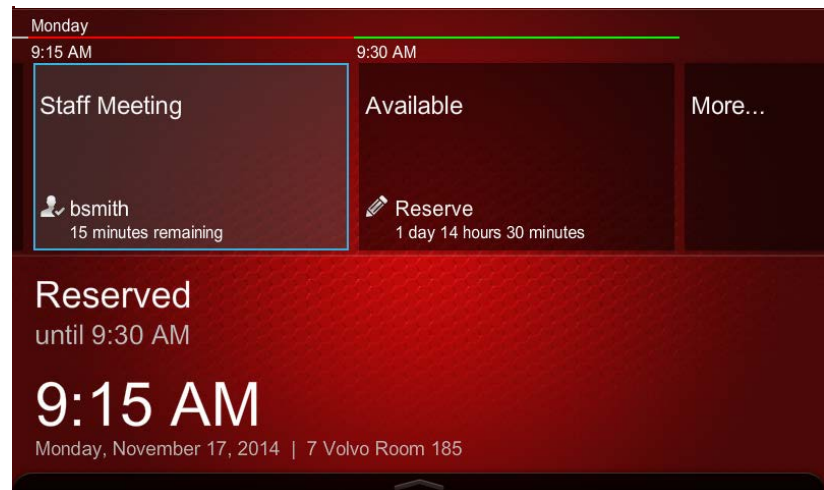 Monday
9:15 AM
9:30 AM
Staff Meeting
Available
More...
bsmith
15 minutes remaining
Reserve
1 day 14 hours 30 minutes
Reserved
until 9:30 AM
9:15 AM
Monday, November 17, 2014 | 7 Volvo Room 185